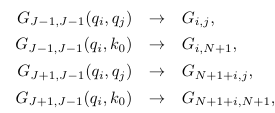 G_{J-1,J-1}(q_i, q_j) → G_{i,j},
G_{J-1,J-1}(q_i, k_0) → G_{i,N+1},
G_{J+1,J-1}(q_i, q_j) → G_{N+1+i,j},
G_{J+1,J-1}(q_i, k_0) → G_{N+1+i,N+1},